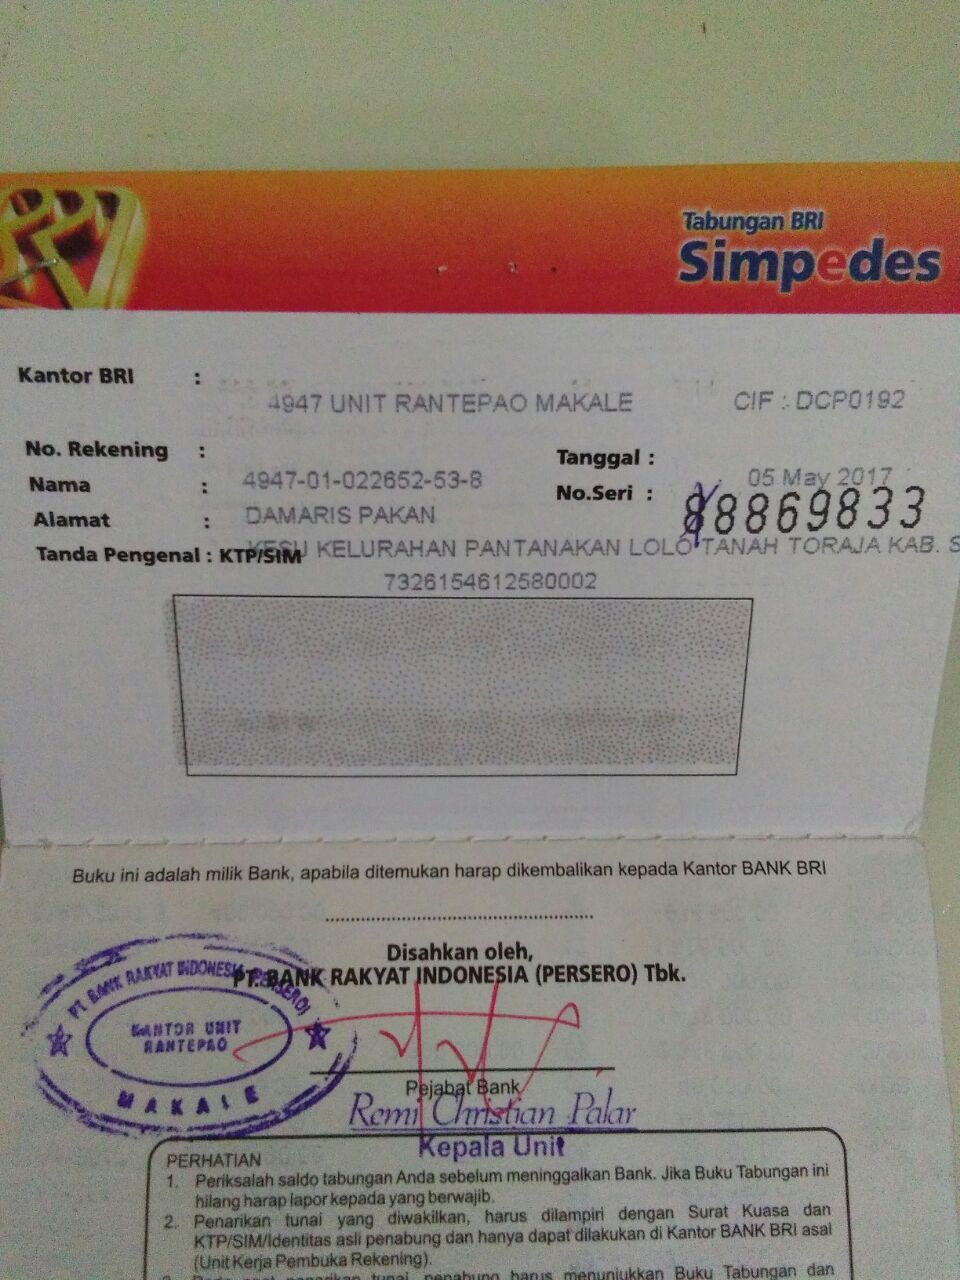 BRI
Tabungan BRI
Simpedes
Kantor BRI :
4947 UNIT RANTEPAO MAKALE CIF : DCP0192
No. Rekening : Tanggal :
Nama : 4947-01-022652-53-8 05 May 2017
No.Seri : 88869833
Alamat : DAMARIS PAKAN
Tanda Pengenal : KTP/SIM KESU KELURAHAN PANTANAKAN LOLO TANAH TORAJA KAB. S
7326154612580002
Buku ini adalah milik Bank, apabila ditemukan harap dikembalikan kepada Kantor BANK BRI
Disahkan oleh,
PT. BANK RAKYAT INDONESIA (PERSERO) Tbk.
PT. BANK RAKYAT INDONESIA (PERSERO)
KANTOR UNIT
RANTEPAO
MAKALE
Pejabat Bank
Remi Christian Palar
Kepala Unit
PERHATIAN
1. Periksalah saldo tabungan Anda sebelum meninggalkan Bank. Jika Buku Tabungan ini
hilang harap lapor kepada yang berwajib.
2. Penarikan tunai yang diwakilkan, harus dilampiri dengan Surat Kuasa dan
KTP/SIM/Identitas asli penabung dan hanya dapat dilakukan di Kantor BANK BRI asal
(Unit Kerja Pembuka Rekening).
penarikan tunai, penabung harus menunjukkan Buku Tabungan dan